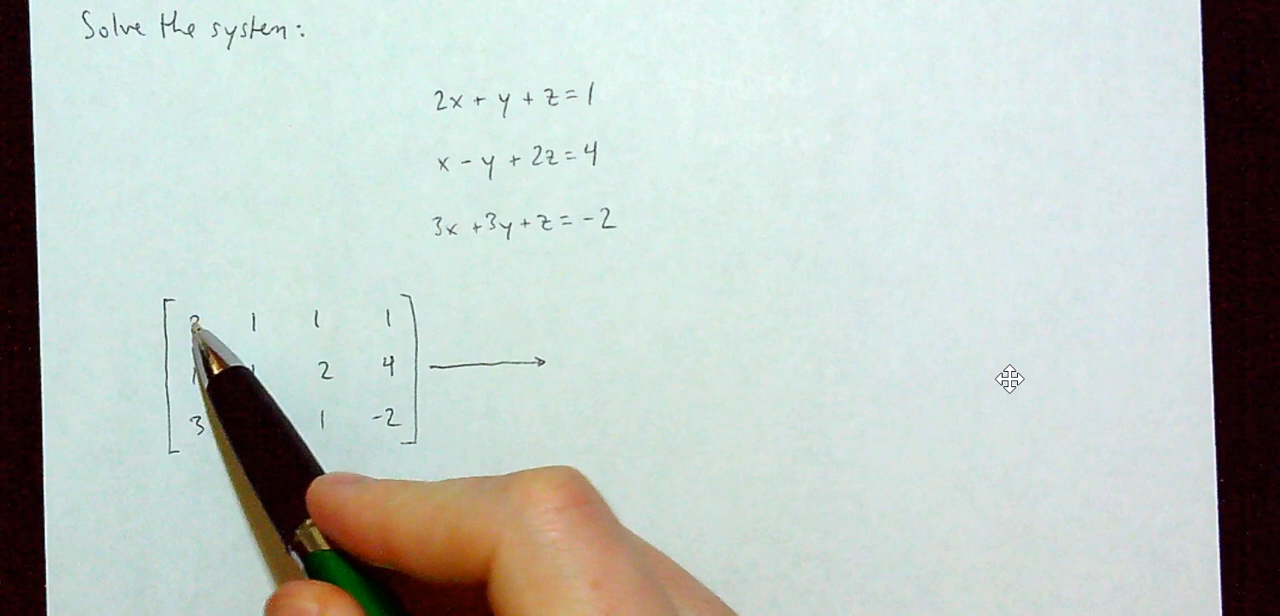 Solve the system:
2x + y + z = 1
x - y + 2z = 4
3x + 3y + z = -2
1 1 1
2 4
3 1 -2